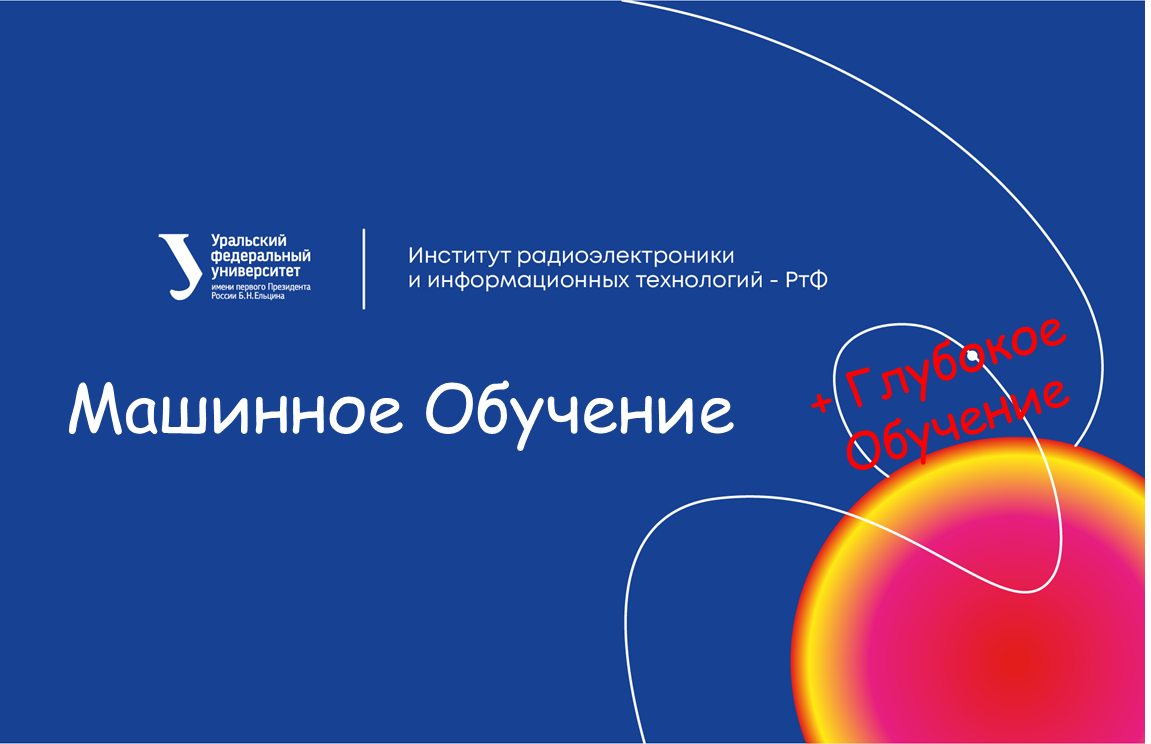 Уральский
федеральный
университет
имени первого Президента
России Б.Н.Ельцина
Институт радиоэлектроники
и информационных технологий - РтФ
Машинное Обучение
+ Глубокое
Обучение